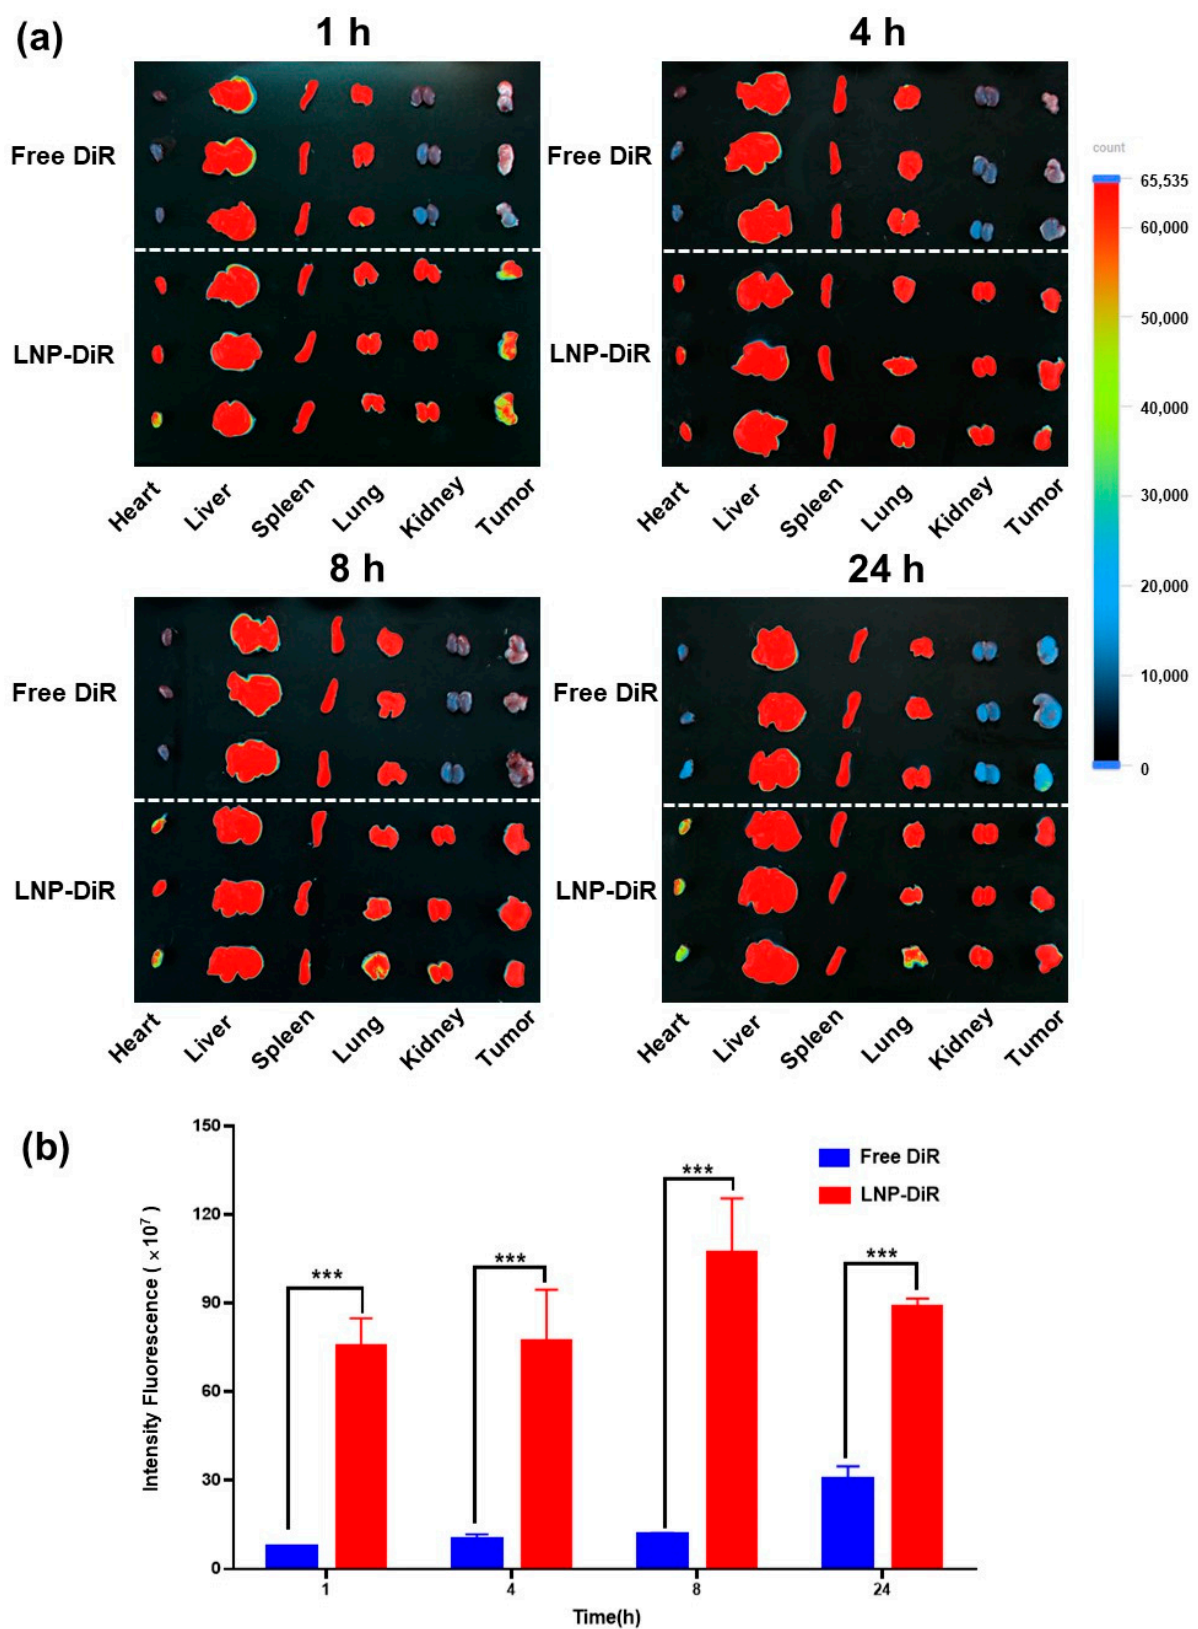 (a)
1 h
4 h
Free DiR
Free DiR
LNP-DiR
LNP-DiR
Heart
Liver
Spleen
Lung
Kidney
Tumor
Heart
Liver
Spleen
Lung
Kidney
Tumor
count
65,535
60,000
50,000
40,000
30,000
20,000
10,000
0
8 h
24 h
Free DiR
Free DiR
LNP-DiR
LNP-DiR
Heart
Liver
Spleen
Lung
Kidney
Tumor
Heart
Liver
Spleen
Lung
Kidney
Tumor
(b)
Intensity Fluorescence ( ×10⁷ )
150
120
90
60
30
0
***
***
***
***
Free DiR
LNP-DiR
1
4
8
24
Time(h)